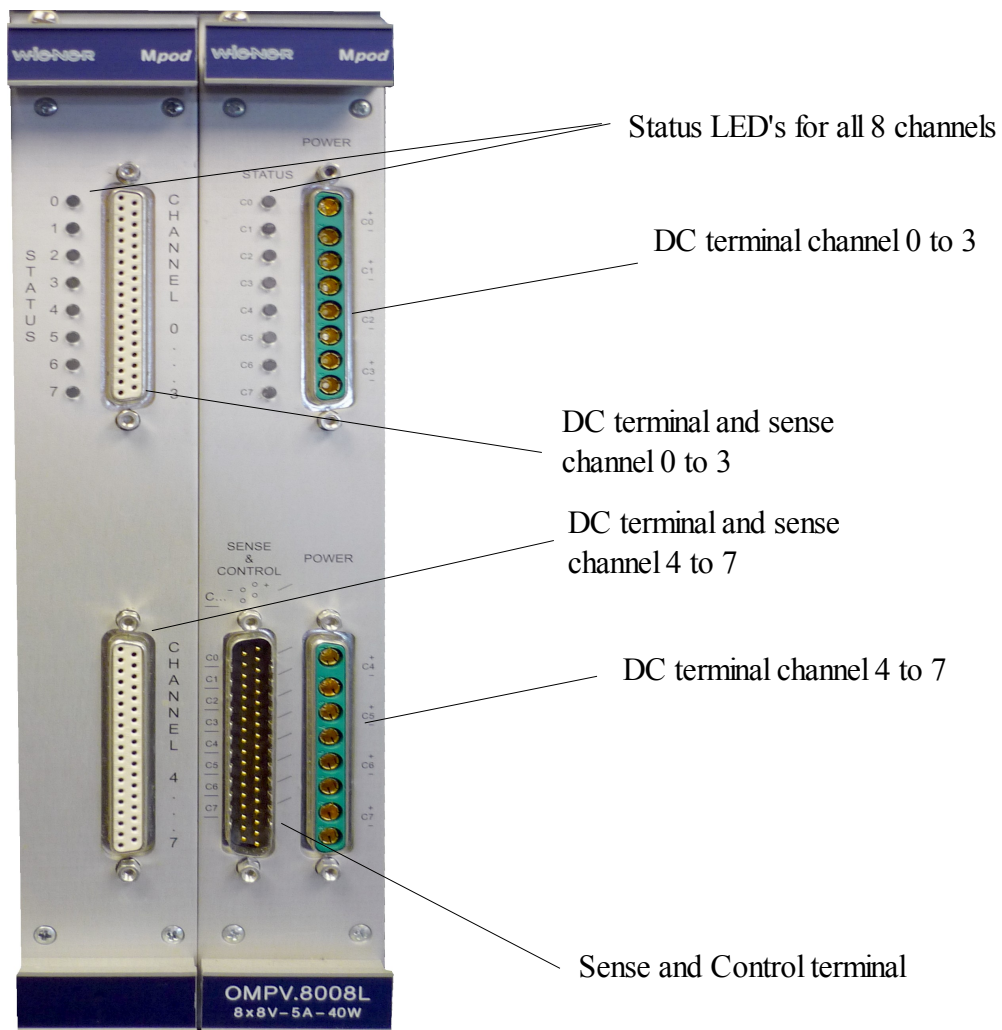 WIENER Mpod
WIENER Mpod
Status LED's for all 8 channels
POWER
STATUS
0
1
2
3
4
5
6
7
STATUS
CHANNEL 0...3
C0
C1
C2
C3
C4
C5
C6
C7
+
C0
-
+
C1
-
C2
-
+
C3
-
DC terminal channel 0 to 3
DC terminal and sense
channel 0 to 3
DC terminal and sense
channel 4 to 7
SENSE
&
CONTROL
POWER
- +
C...
CHANNEL 4...7
C0
C1
C2
C3
C4
C5
C6
C7
+
C4
-
+
C5
-
+
C6
-
+
C7
-
DC terminal channel 4 to 7
Sense and Control terminal
OMPV.8008L
8x8V-5A-40W